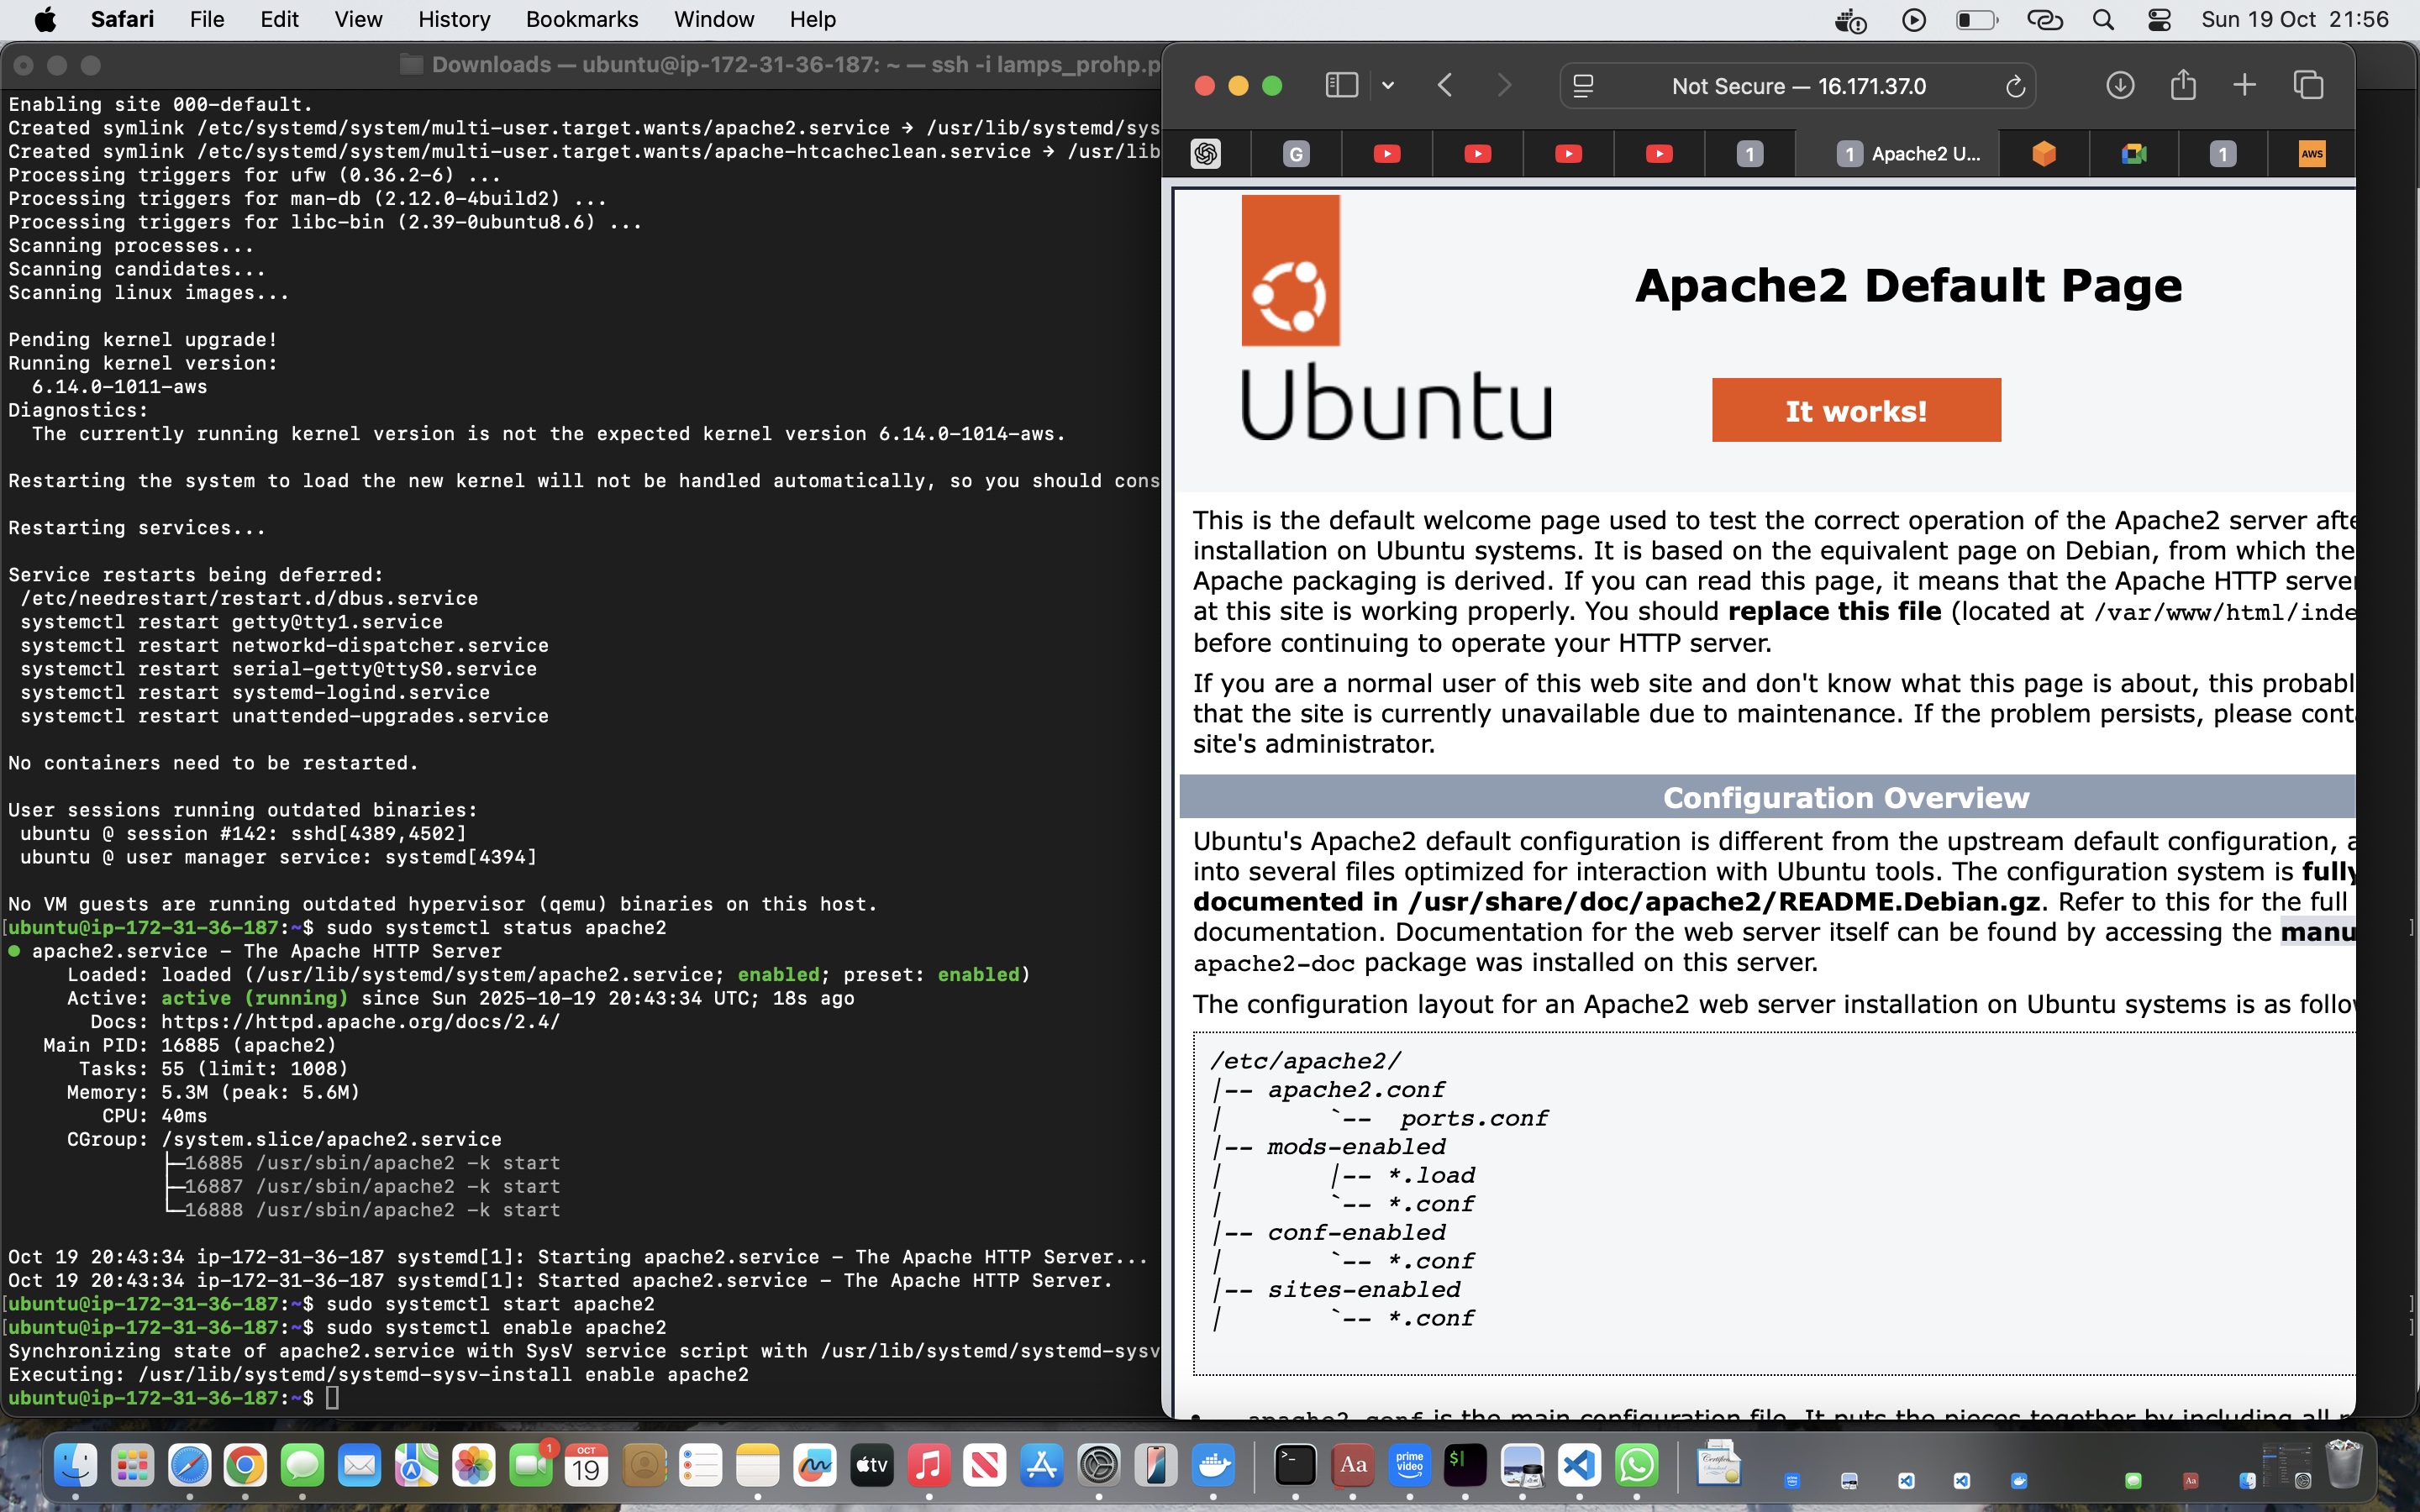 Safari File Edit View History Bookmarks Window Help Sun 19 Oct 21:56
Downloads — ubuntu@ip-172-31-36-187: ~ — ssh -i lamps_prohp.p
Enabling site 000-default.
Created symlink /etc/systemd/system/multi-user.target.wants/apache2.service → /usr/lib/systemd/sys
Created symlink /etc/systemd/system/multi-user.target.wants/apache-htcacheclean.service → /usr/lib
Processing triggers for ufw (0.36.2-6) ...
Processing triggers for man-db (2.12.0-4build2) ...
Processing triggers for libc-bin (2.39-0ubuntu8.6) ...
Scanning processes...
Scanning candidates...
Scanning linux images...
Pending kernel upgrade!
Running kernel version:
6.14.0-1011-aws
Diagnostics:
The currently running kernel version is not the expected kernel version 6.14.0-1014-aws.
Restarting the system to load the new kernel will not be handled automatically, so you should cons
Restarting services...
Service restarts being deferred:
/etc/needrestart/restart.d/dbus.service
systemctl restart getty@tty1.service
systemctl restart networkd-dispatcher.service
systemctl restart serial-getty@ttyS0.service
systemctl restart systemd-logind.service
systemctl restart unattended-upgrades.service
No containers need to be restarted.
User sessions running outdated binaries:
ubuntu @ session #142: sshd[4389,4502]
ubuntu @ user manager service: systemd[4394]
No VM guests are running outdated hypervisor (qemu) binaries on this host.
[ubuntu@ip-172-31-36-187:~$ sudo systemctl status apache2
● apache2.service - The Apache HTTP Server
Loaded: loaded (/usr/lib/systemd/system/apache2.service; enabled; preset: enabled)
Active: active (running) since Sun 2025-10-19 20:43:34 UTC; 18s ago
Docs: https://httpd.apache.org/docs/2.4/
Main PID: 16885 (apache2)
Tasks: 55 (limit: 1008)
Memory: 5.3M (peak: 5.6M)
CPU: 40ms
CGroup: /system.slice/apache2.service
├─16885 /usr/sbin/apache2 -k start
├─16887 /usr/sbin/apache2 -k start
└─16888 /usr/sbin/apache2 -k start
Oct 19 20:43:34 ip-172-31-36-187 systemd[1]: Starting apache2.service - The Apache HTTP Server...
Oct 19 20:43:34 ip-172-31-36-187 systemd[1]: Started apache2.service - The Apache HTTP Server.
[ubuntu@ip-172-31-36-187:~$ sudo systemctl start apache2
[ubuntu@ip-172-31-36-187:~$ sudo systemctl enable apache2
Synchronizing state of apache2.service with SysV service script with /usr/lib/systemd/systemd-sysv
Executing: /usr/lib/systemd/systemd-sysv-install enable apache2
ubuntu@ip-172-31-36-187:~$
Not Secure — 16.171.37.0
G 1 1 Apache2 U... 1 AWS
Apache2 Default Page
Ubuntu
It works!
This is the default welcome page used to test the correct operation of the Apache2 server afte
installation on Ubuntu systems. It is based on the equivalent page on Debian, from which the
Apache packaging is derived. If you can read this page, it means that the Apache HTTP server
at this site is working properly. You should replace this file (located at /var/www/html/inde
before continuing to operate your HTTP server.
If you are a normal user of this web site and don't know what this page is about, this probabl
that the site is currently unavailable due to maintenance. If the problem persists, please cont
site's administrator.
Configuration Overview
Ubuntu's Apache2 default configuration is different from the upstream default configuration, a
into several files optimized for interaction with Ubuntu tools. The configuration system is fully
documented in /usr/share/doc/apache2/README.Debian.gz. Refer to this for the full
documentation. Documentation for the web server itself can be found by accessing the manu
apache2-doc package was installed on this server.
The configuration layout for an Apache2 web server installation on Ubuntu systems is as follo
/etc/apache2/
|-- apache2.conf
| `-- ports.conf
|-- mods-enabled
| |-- *.load
| `-- *.conf
|-- conf-enabled
| `-- *.conf
|-- sites-enabled
| `-- *.conf
apache2.conf is the main configuration file. It puts the pieces together by including all
1 OCT 19 tv Aa prime video $